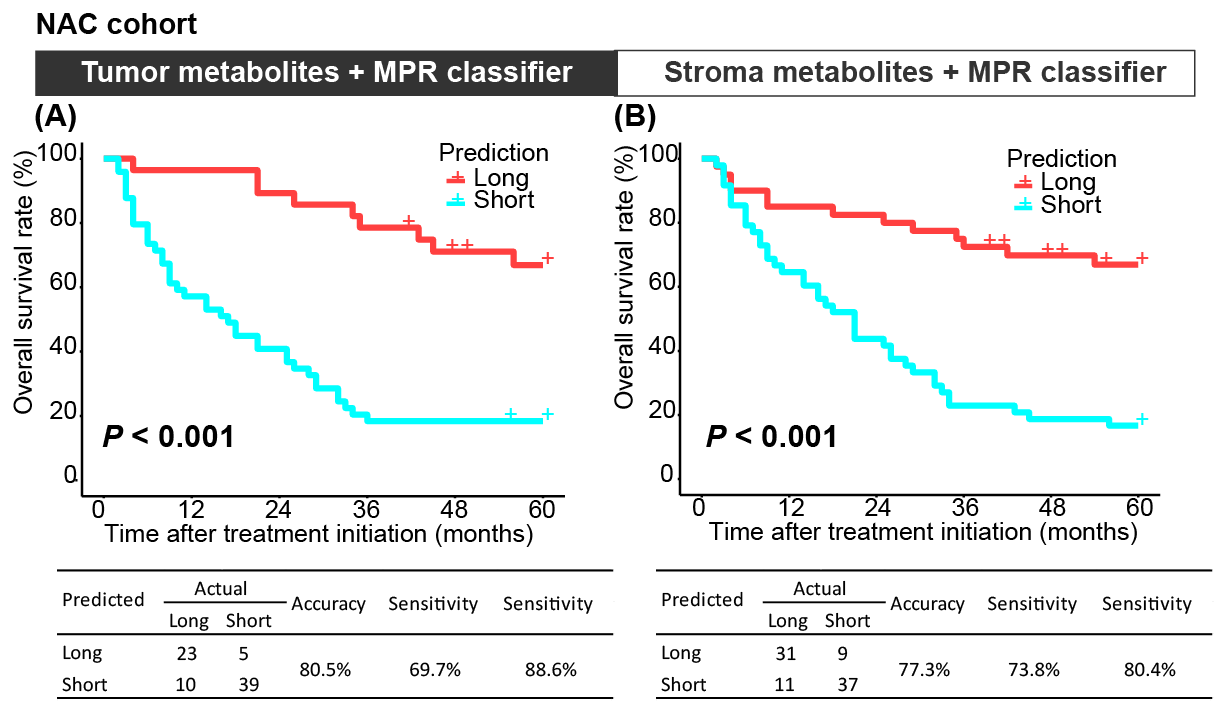 NAC cohort
Tumor metabolites + MPR classifier
Stroma metabolites + MPR classifier
(A)
Overall survival rate (%)
100
80
60
40
20
0
Prediction
Long
Short
P < 0.001
0 12 24 36 48 60
Time after treatment initiation (months)
Predicted Actual Accuracy Sensitivity Sensitivity
Long Short
Long 23 5
80.5% 69.7% 88.6%
Short 10 39
(B)
Overall survival rate (%)
100
80
60
40
20
0
Prediction
Long
Short
P < 0.001
0 12 24 36 48 60
Time after treatment initiation (months)
Predicted Actual Accuracy Sensitivity Sensitivity
Long Short
Long 31 9
77.3% 73.8% 80.4%
Short 11 37